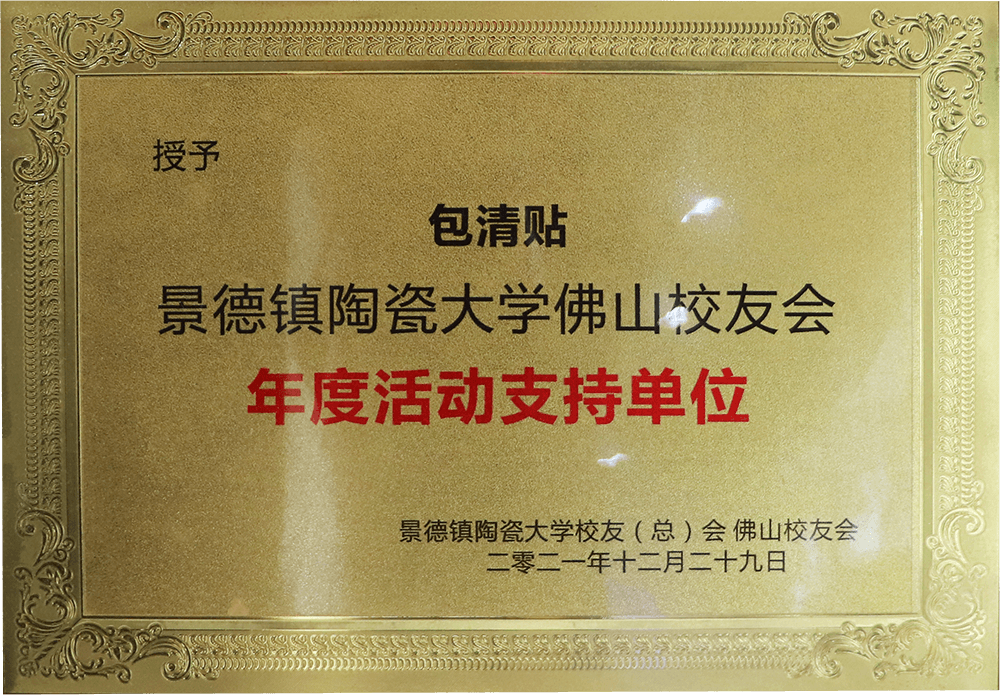 授予
包清贴
景德镇陶瓷大学佛山校友会
年度活动支持单位
景德镇陶瓷大学校友（总）会 佛山校友会
二零二一年十二月二十九日